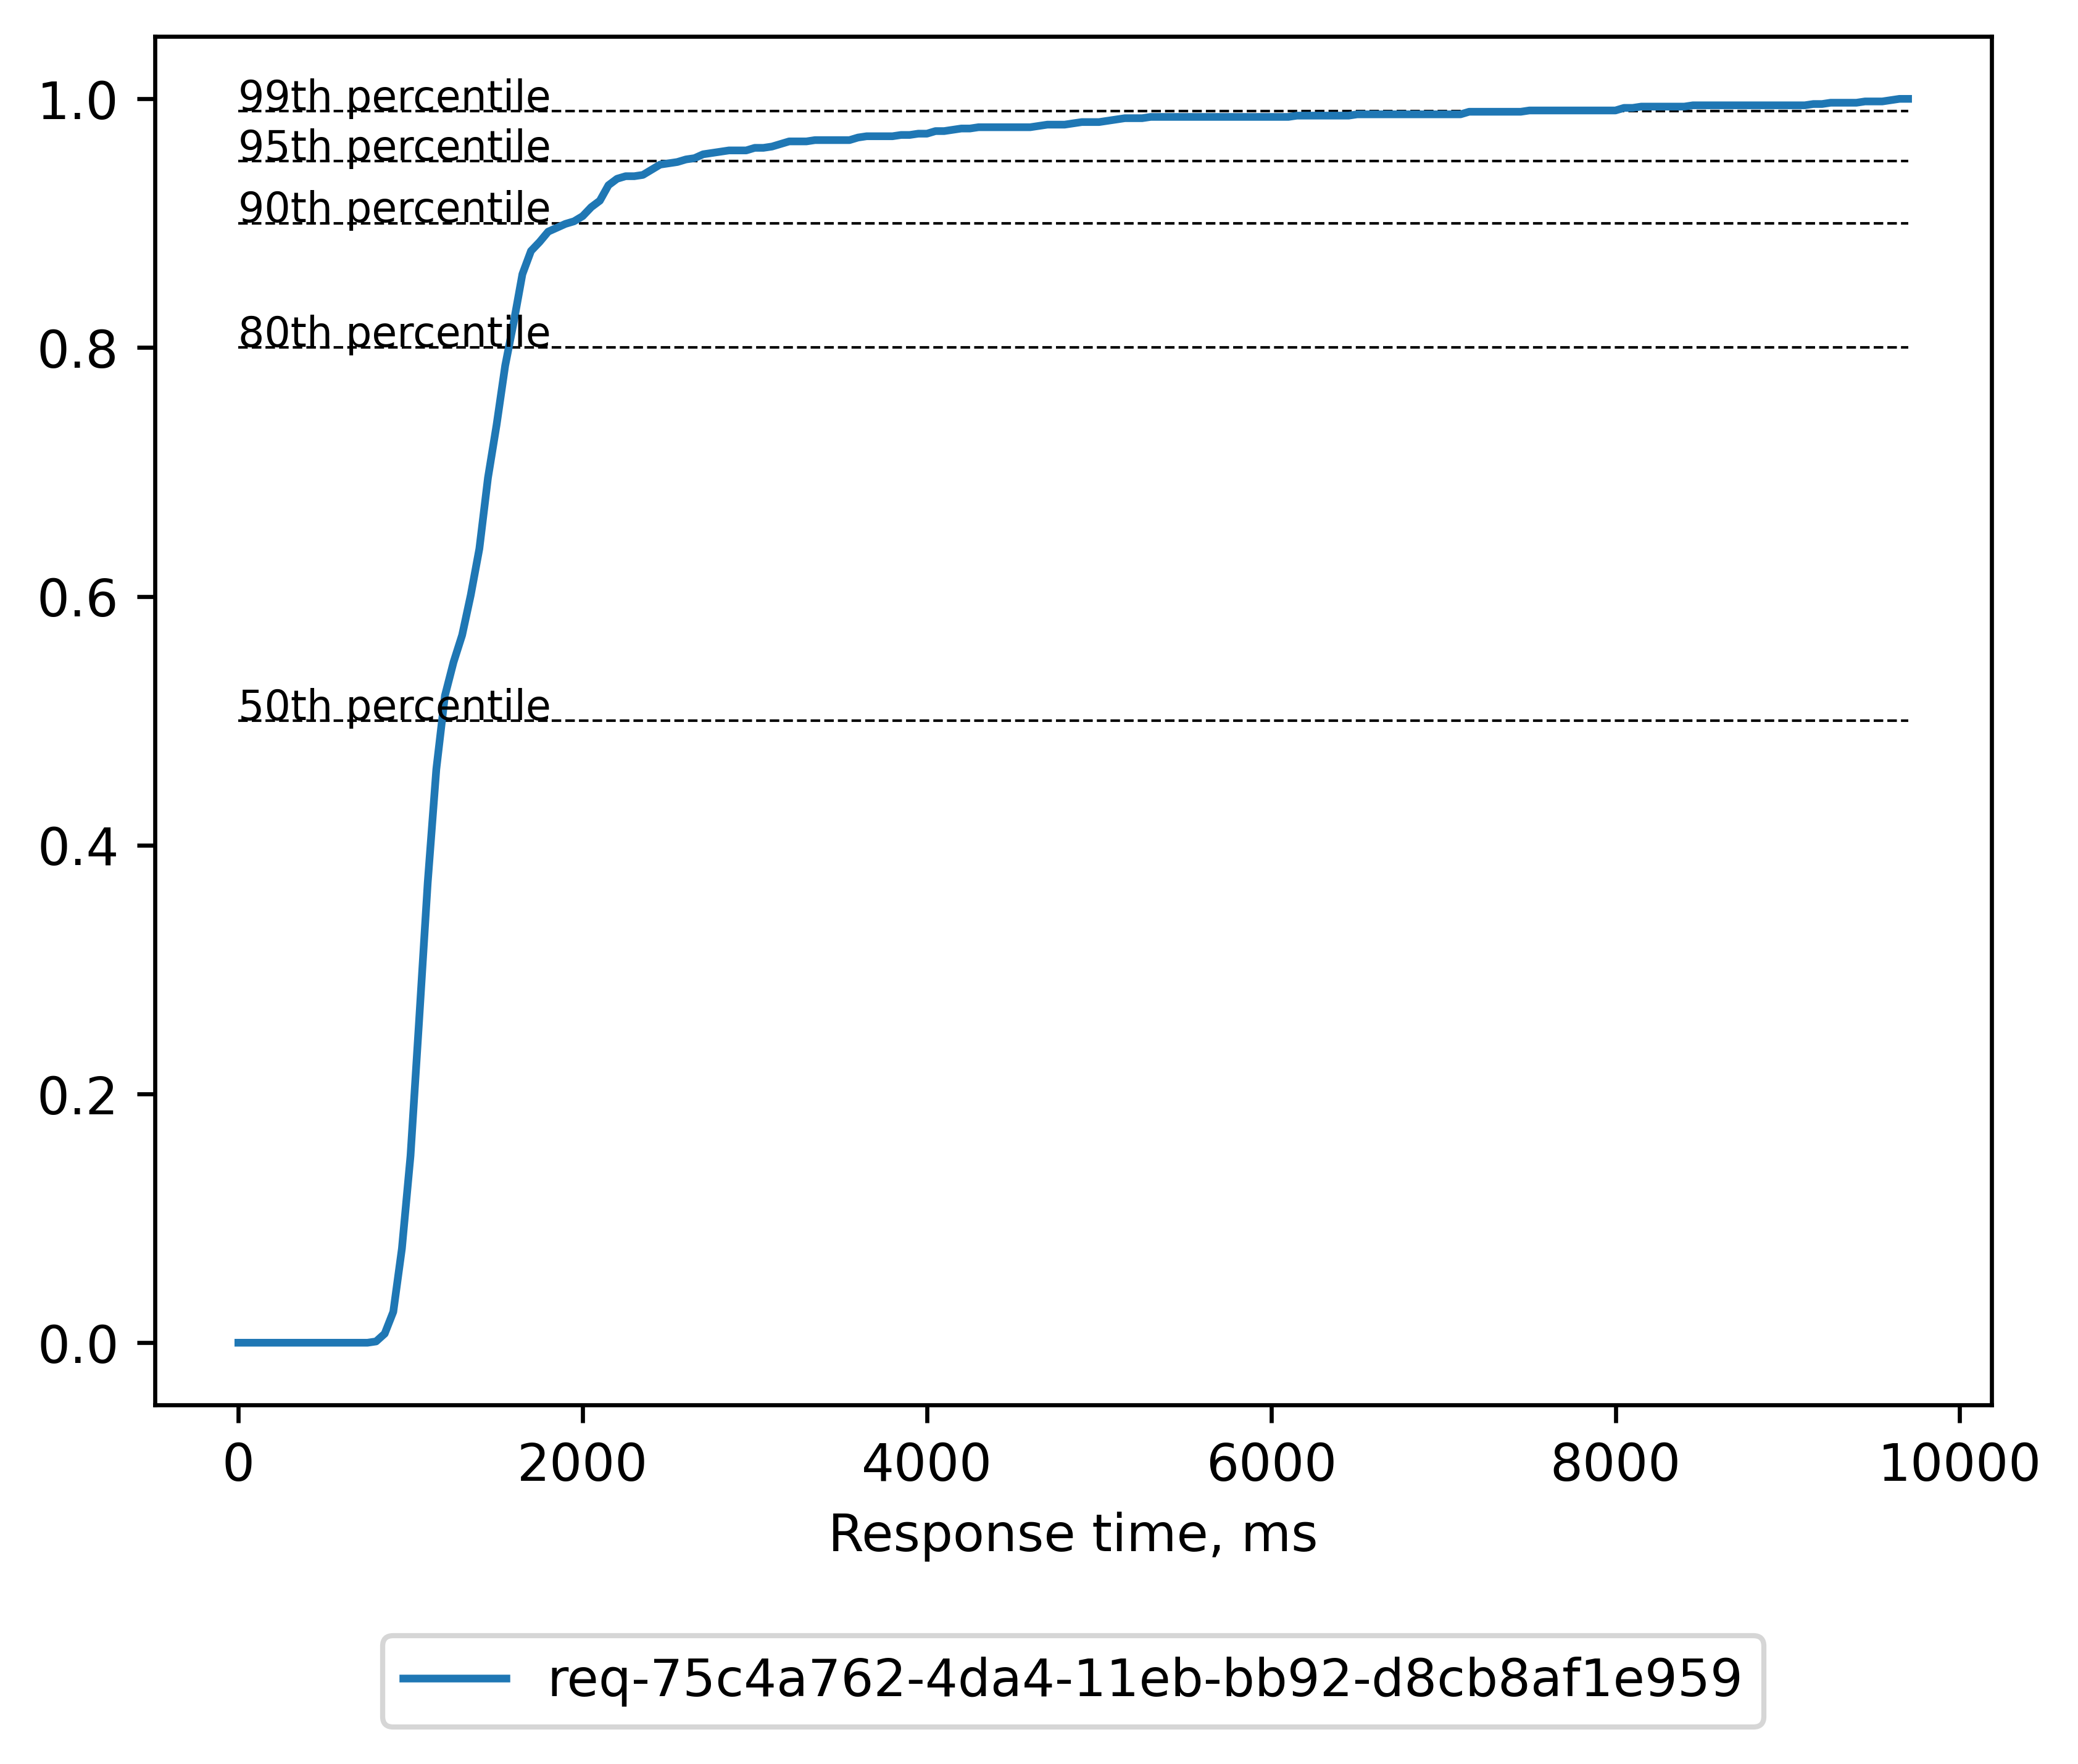 1.0
99th percentile
95th percentile
90th percentile
0.8
80th percentile
0.6
50th percentile
0.4
0.2
0.0
0 2000 4000 6000 8000 10000
Response time, ms
req-75c4a762-4da4-11eb-bb92-d8cb8af1e959